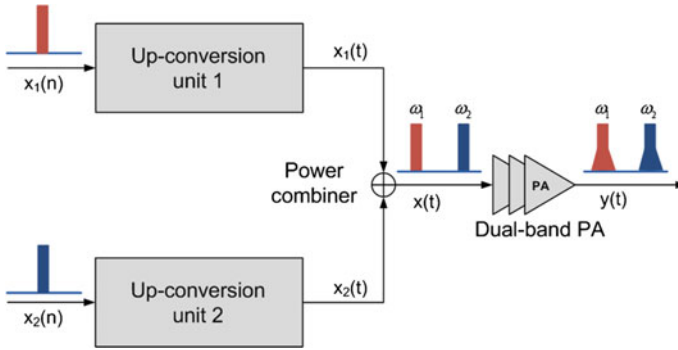 Up-conversion
unit 1
x₁(n)
x₁(t)
ω₁
ω₂
ω₁
ω₂
Power
combiner
x(t)
PA
y(t)
Dual-band PA
Up-conversion
unit 2
x₂(n)
x₂(t)